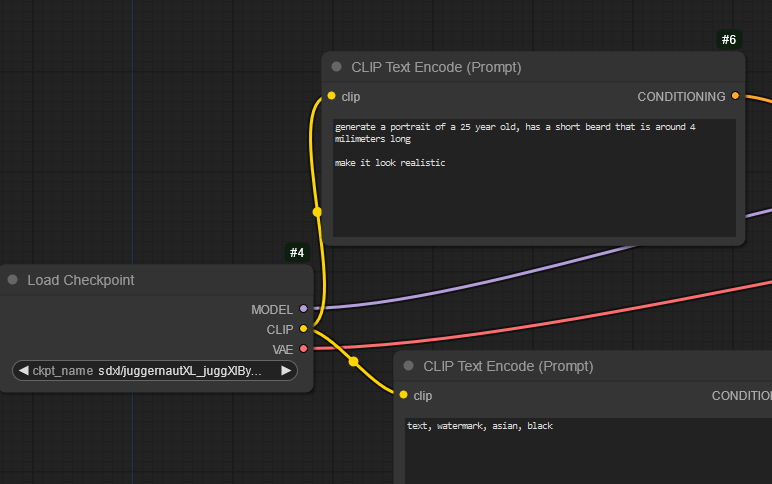 #6
CLIP Text Encode (Prompt)
clip
CONDITIONING
generate a portrait of a 25 year old, has a short beard that is around 4
milimeters long
make it look realistic
#4
Load Checkpoint
MODEL
CLIP
VAE
ckpt_name sdxl/juggernautXL_juggXIBy...
CLIP Text Encode (Prompt)
clip
CONDITIO
text, watermark, asian, black